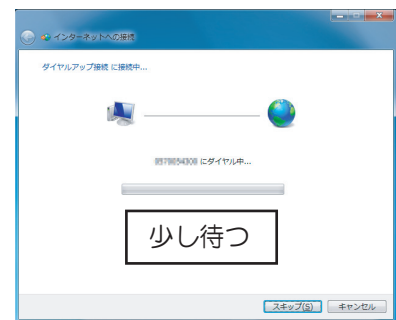 インターネットへの接続
ダイヤルアップ接続 に接続中...
にダイヤル中...
少し待つ
スキップ(S)
キャンセル